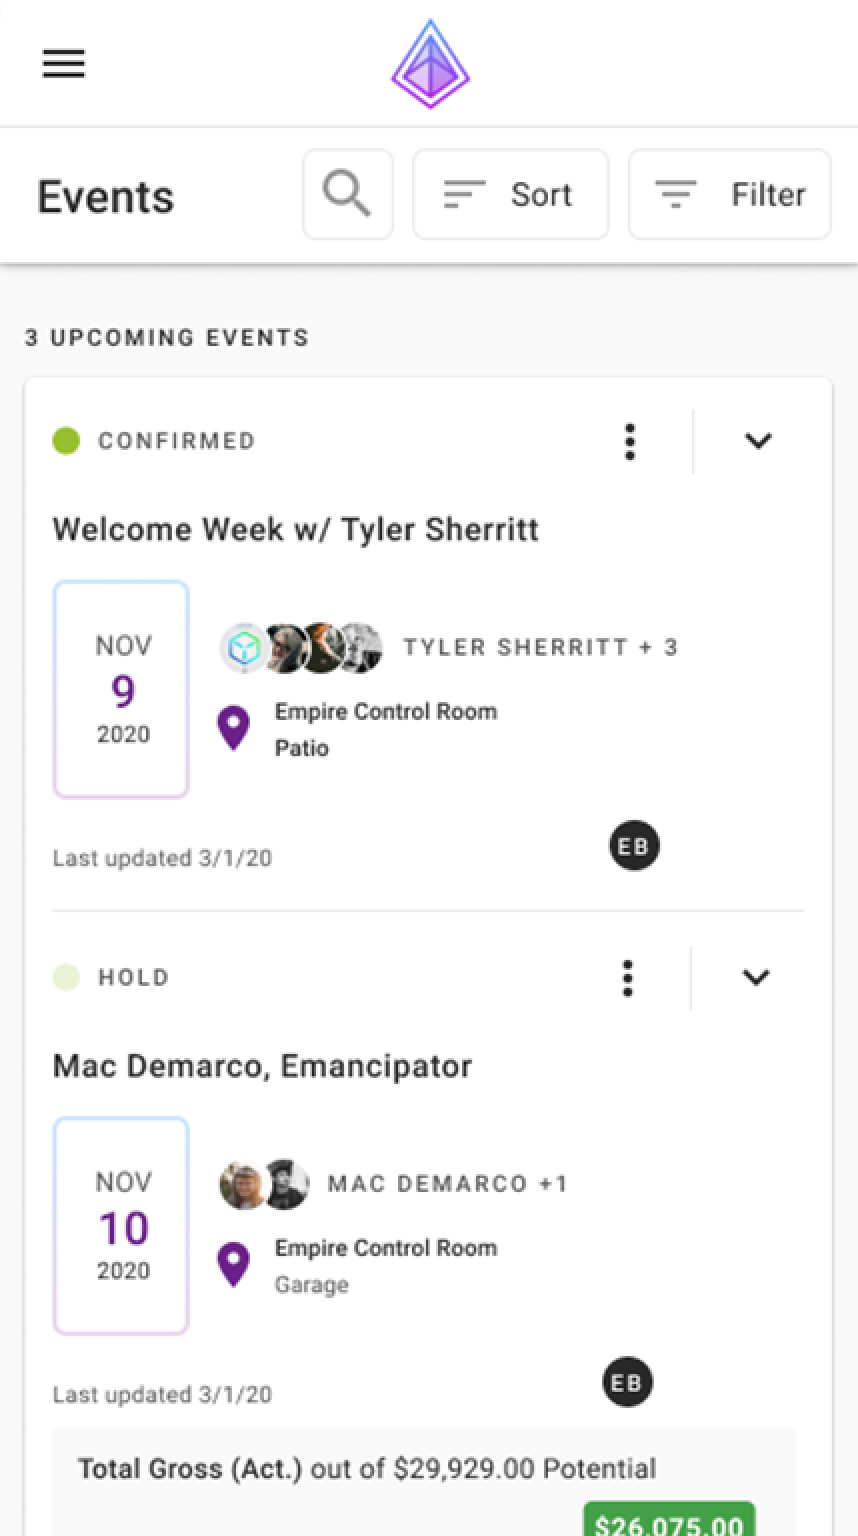 Events
Sort
Filter
3 UPCOMING EVENTS
CONFIRMED
Welcome Week w/ Tyler Sherritt
NOV
9
2020
TYLER SHERRITT + 3
Empire Control Room
Patio
Last updated 3/1/20
EB
HOLD
Mac Demarco, Emancipator
NOV
10
2020
MAC DEMARCO +1
Empire Control Room
Garage
Last updated 3/1/20
EB
Total Gross (Act.) out of $29,929.00 Potential
$26,075.00